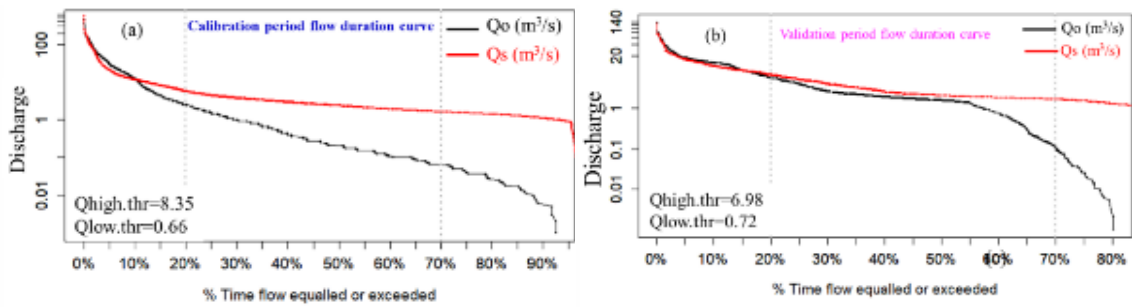 (a)
Calibration period flow duration curve
Qo (m³/s)
Qs (m³/s)
Discharge
100
1
0.01
Qhigh.thr=8.35
Qlow.thr=0.66
0% 10% 20% 30% 40% 50% 60% 70% 80% 90%
% Time flow equalled or exceeded
(b)
Validation period flow duration curve
Qo (m³/s)
Qs (m³/s)
Discharge
140
20
1
0.1
0.01
Qhigh.thr=6.98
Qlow.thr=0.72
0% 10% 20% 30% 40% 50% 60% 70% 80%
% Time flow equalled or exceeded